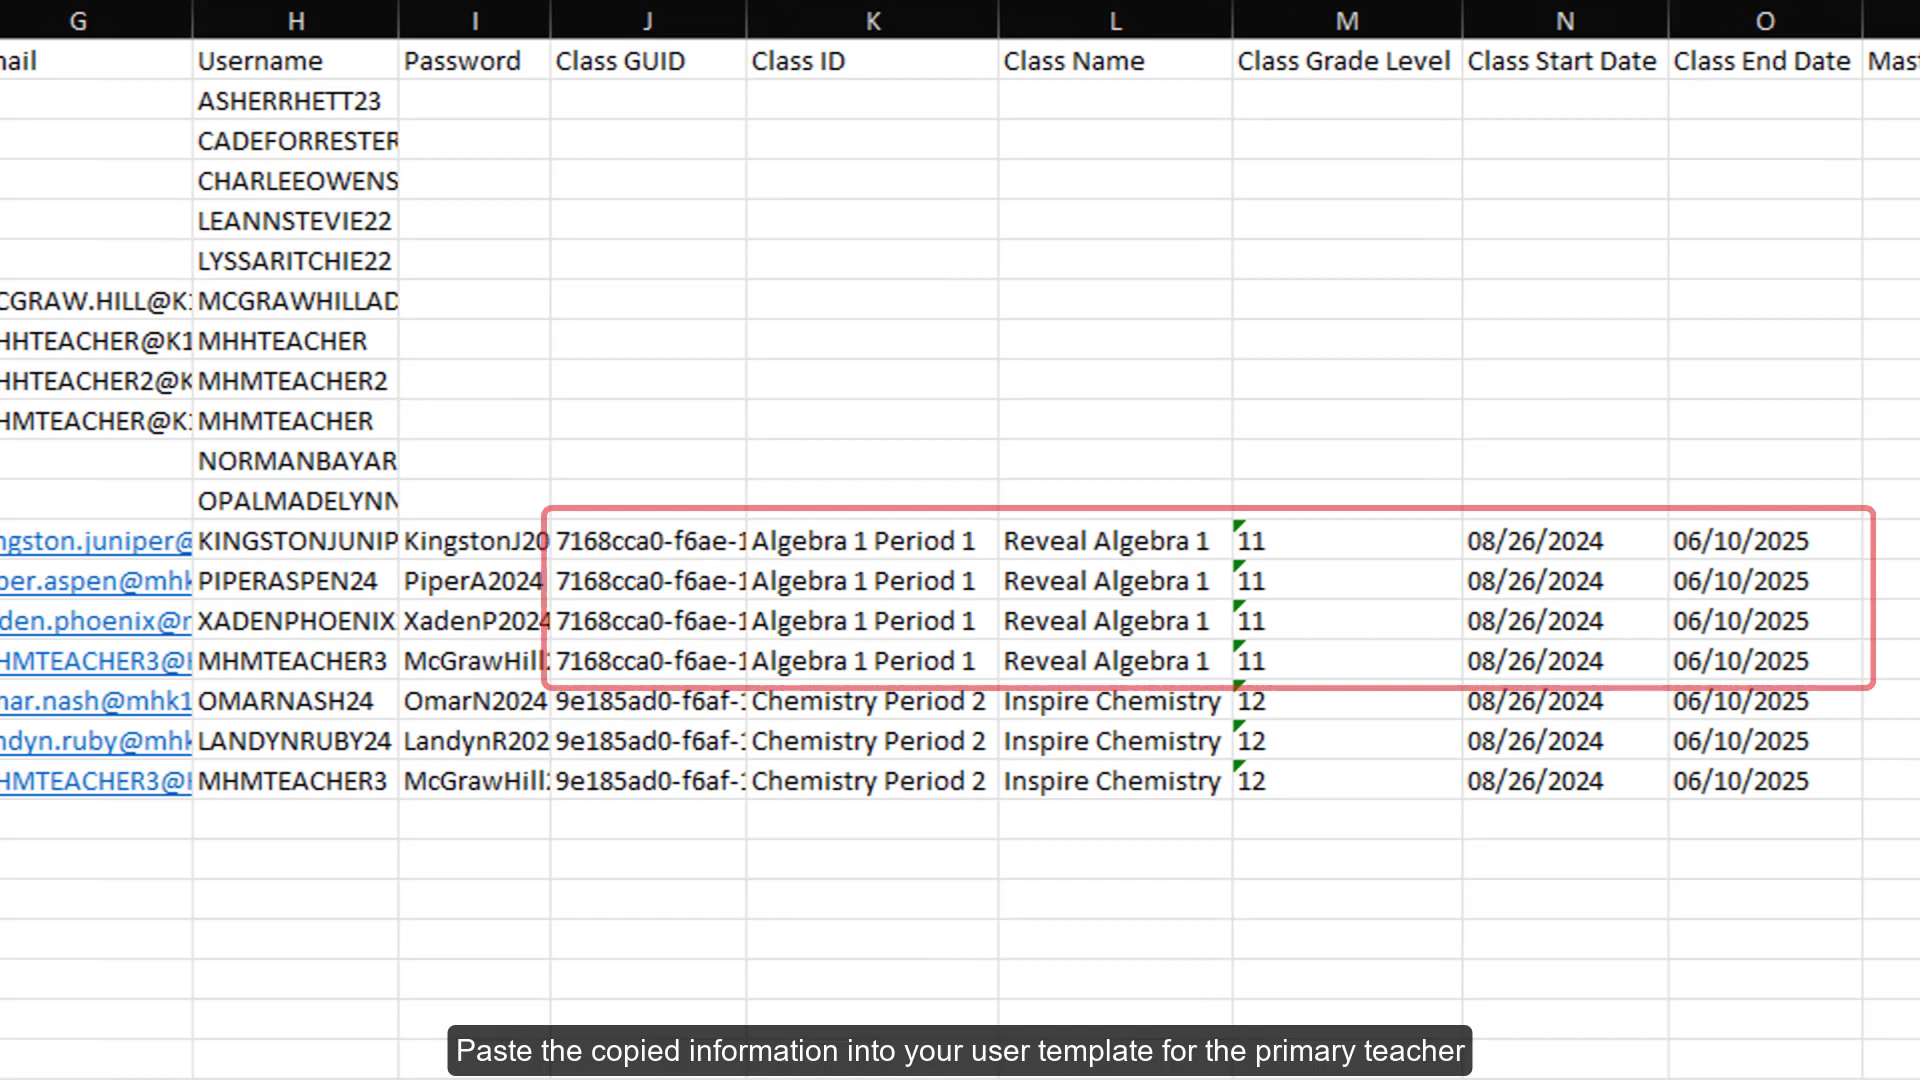 G H I J K L M N O
ail Username Password Class GUID Class ID Class Name Class Grade Level Class Start Date Class End Date Mas
ASHERRHETT23
CADEFORRESTER
CHARLEEOWENS
LEANNSTEVIE22
LYSSARITCHIE22
CGRAW.HILL@K1 MCGRAWHILLAD
HHTEACHER@K1 MHHTEACHER
HHTEACHER2@K MHMTEACHER2
HMTEACHER@K1 MHMTEACHER
NORMANBAYAR
OPALMADELYNN
ngston.juniper@ KINGSTONJUNIP KingstonJ20 7168cca0-f6ae-1 Algebra 1 Period 1 Reveal Algebra 1 11 08/26/2024 06/10/2025
per.aspen@mhk PIPERASPEN24 PiperA2024 7168cca0-f6ae-1 Algebra 1 Period 1 Reveal Algebra 1 11 08/26/2024 06/10/2025
den.phoenix@m XADENPHOENIX XadenP2024 7168cca0-f6ae-1 Algebra 1 Period 1 Reveal Algebra 1 11 08/26/2024 06/10/2025
HMTEACHER3@ MHMTEACHER3 McGrawHill 7168cca0-f6ae-1 Algebra 1 Period 1 Reveal Algebra 1 11 08/26/2024 06/10/2025
mar.nash@mhk1 OMARNASH24 OmarN2024 9e185ad0-f6af-1 Chemistry Period 2 Inspire Chemistry 12 08/26/2024 06/10/2025
ndyn.ruby@mhk LANDYNRUBY24 LandynR202 9e185ad0-f6af-1 Chemistry Period 2 Inspire Chemistry 12 08/26/2024 06/10/2025
HMTEACHER3@ MHMTEACHER3 McGrawHill 9e185ad0-f6af-1 Chemistry Period 2 Inspire Chemistry 12 08/26/2024 06/10/2025
Paste the copied information into your user template for the primary teacher